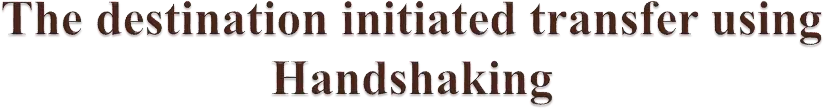 The destination initiated transfer using
Handshaking